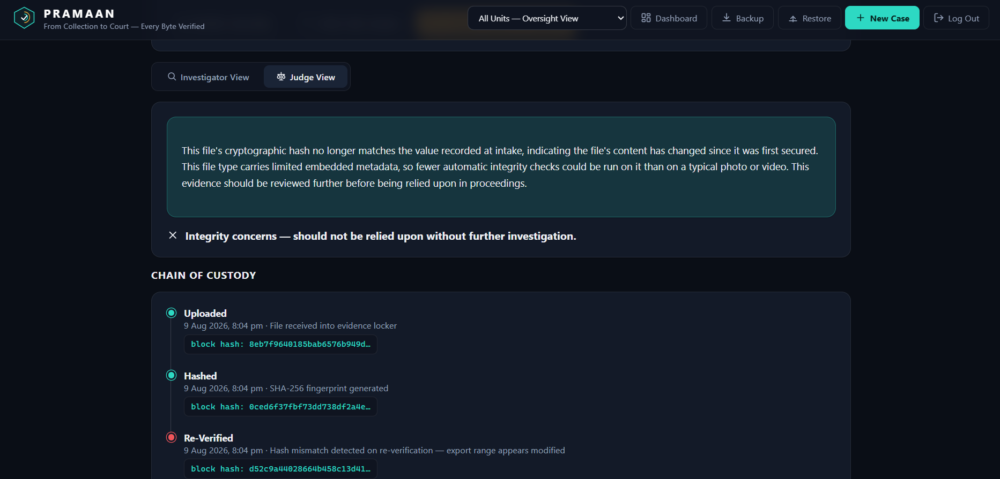 PRAMAAN
From Collection to Court — Every Byte Verified
All Units — Oversight View
Dashboard
Backup
Restore
+ New Case
Log Out
Investigator View
Judge View
This file's cryptographic hash no longer matches the value recorded at intake, indicating the file's content has changed since it was first secured.
This file type carries limited embedded metadata, so fewer automatic integrity checks could be run on it than on a typical photo or video. This
evidence should be reviewed further before being relied upon in proceedings.
Integrity concerns — should not be relied upon without further investigation.
CHAIN OF CUSTODY
Uploaded
9 Aug 2026, 8:04 pm · File received into evidence locker
block hash: 8eb7f9640185bab6576b949d…
Hashed
9 Aug 2026, 8:04 pm · SHA-256 fingerprint generated
block hash: 0ced6f37fbf73dd738df2a4e…
Re-Verified
9 Aug 2026, 8:04 pm · Hash mismatch detected on re-verification — export range appears modified
block hash: d52c9a44028664b458c13d41…